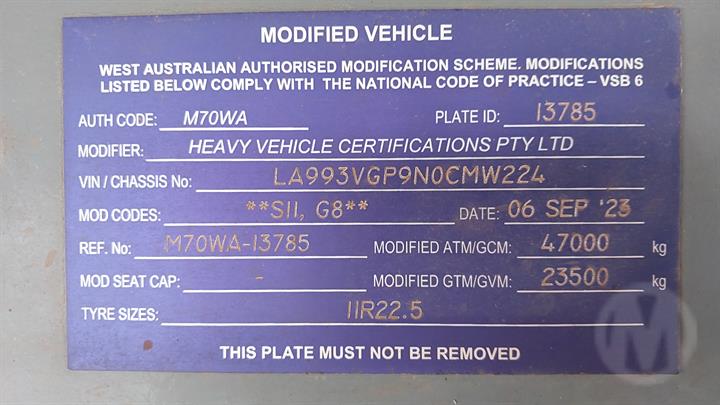 MODIFIED VEHICLE
WEST AUSTRALIAN AUTHORISED MODIFICATION SCHEME. MODIFICATIONS
LISTED BELOW COMPLY WITH THE NATIONAL CODE OF PRACTICE – VSB 6
AUTH CODE: M70WA PLATE ID: 13785
MODIFIER: HEAVY VEHICLE CERTIFICATIONS PTY LTD
VIN / CHASSIS No: LA993VGP9N0CMW224
MOD CODES: **S11, G8** DATE: 06 SEP '23
REF. No: M70WA-13785 MODIFIED ATM/GCM: 47000 kg
MOD SEAT CAP: - MODIFIED GTM/GVM: 23500 kg
TYRE SIZES: 11R22.5
THIS PLATE MUST NOT BE REMOVED
M